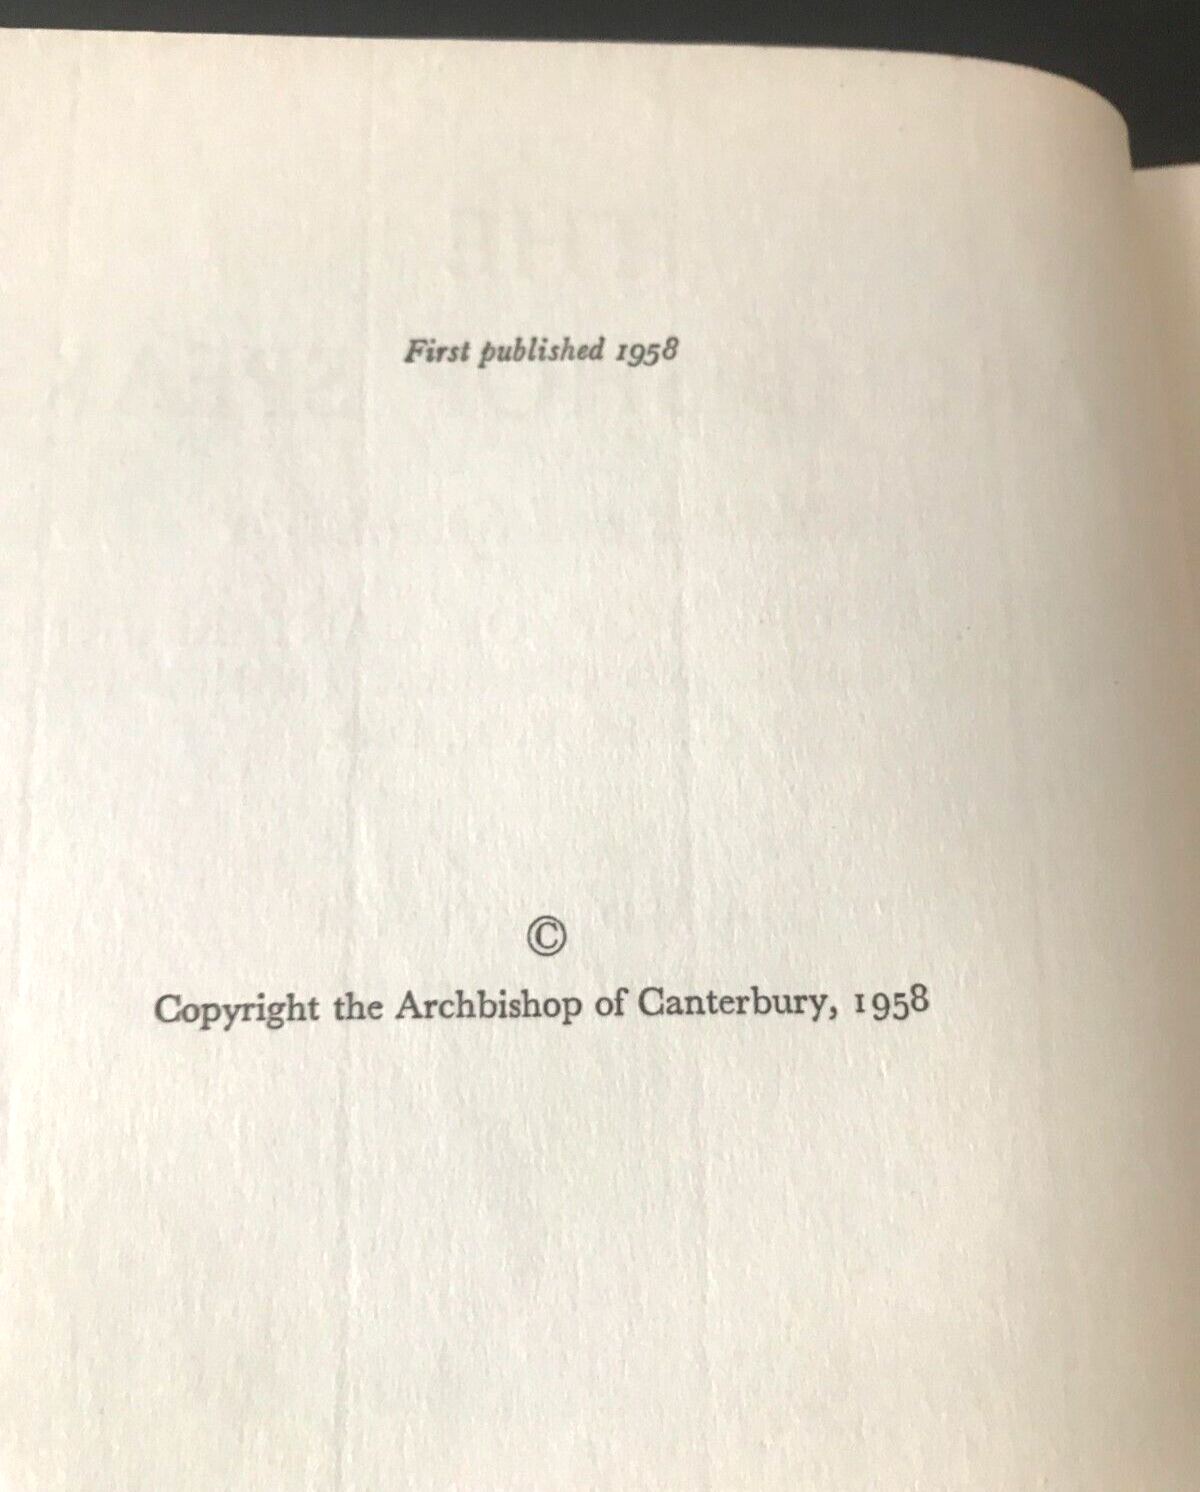 First published 1958
©
Copyright the Archbishop of Canterbury, 1958